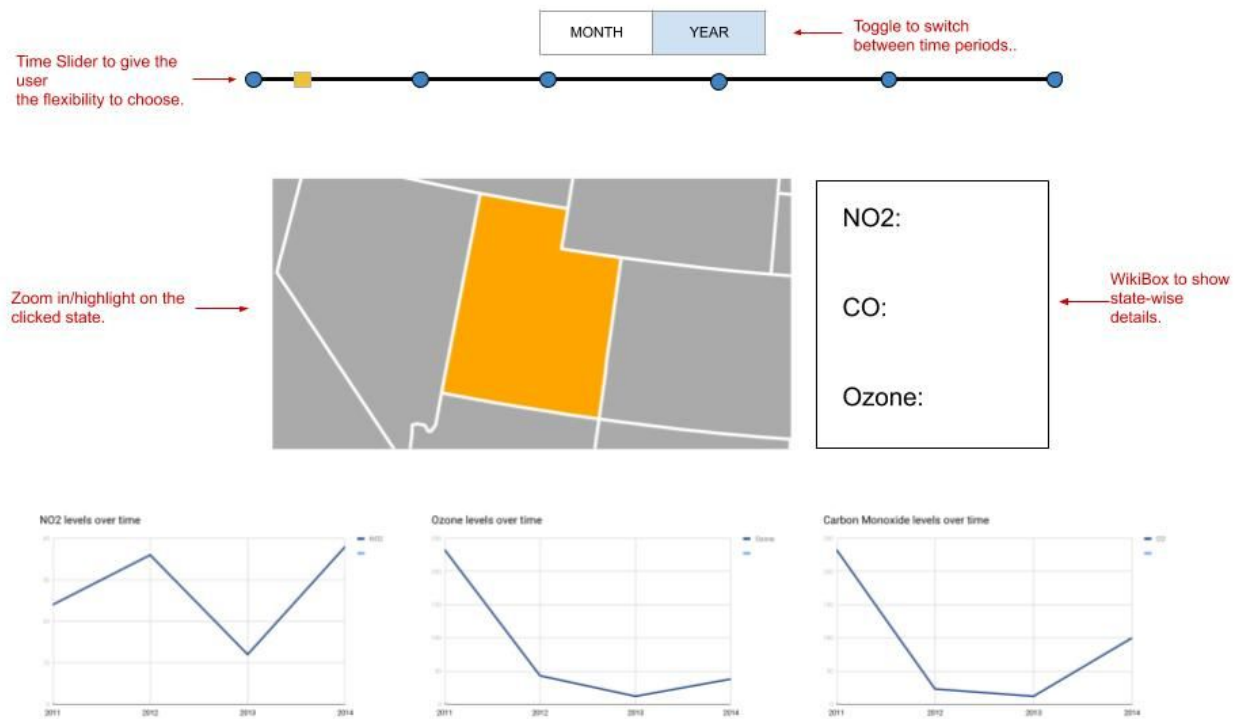 MONTH
YEAR
Toggle to switch
between time periods..
Time Slider to give the
user
the flexibility to choose.
NO2:
CO:
Ozone:
Zoom in/highlight on the
clicked state.
WikiBox to show
state-wise
details.
NO2 levels over time
NO2
2011
2012
2013
2014
Ozone levels over time
Ozone
2011
2012
2013
2014
Carbon Monoxide levels over time
CO
2011
2012
2013
2014